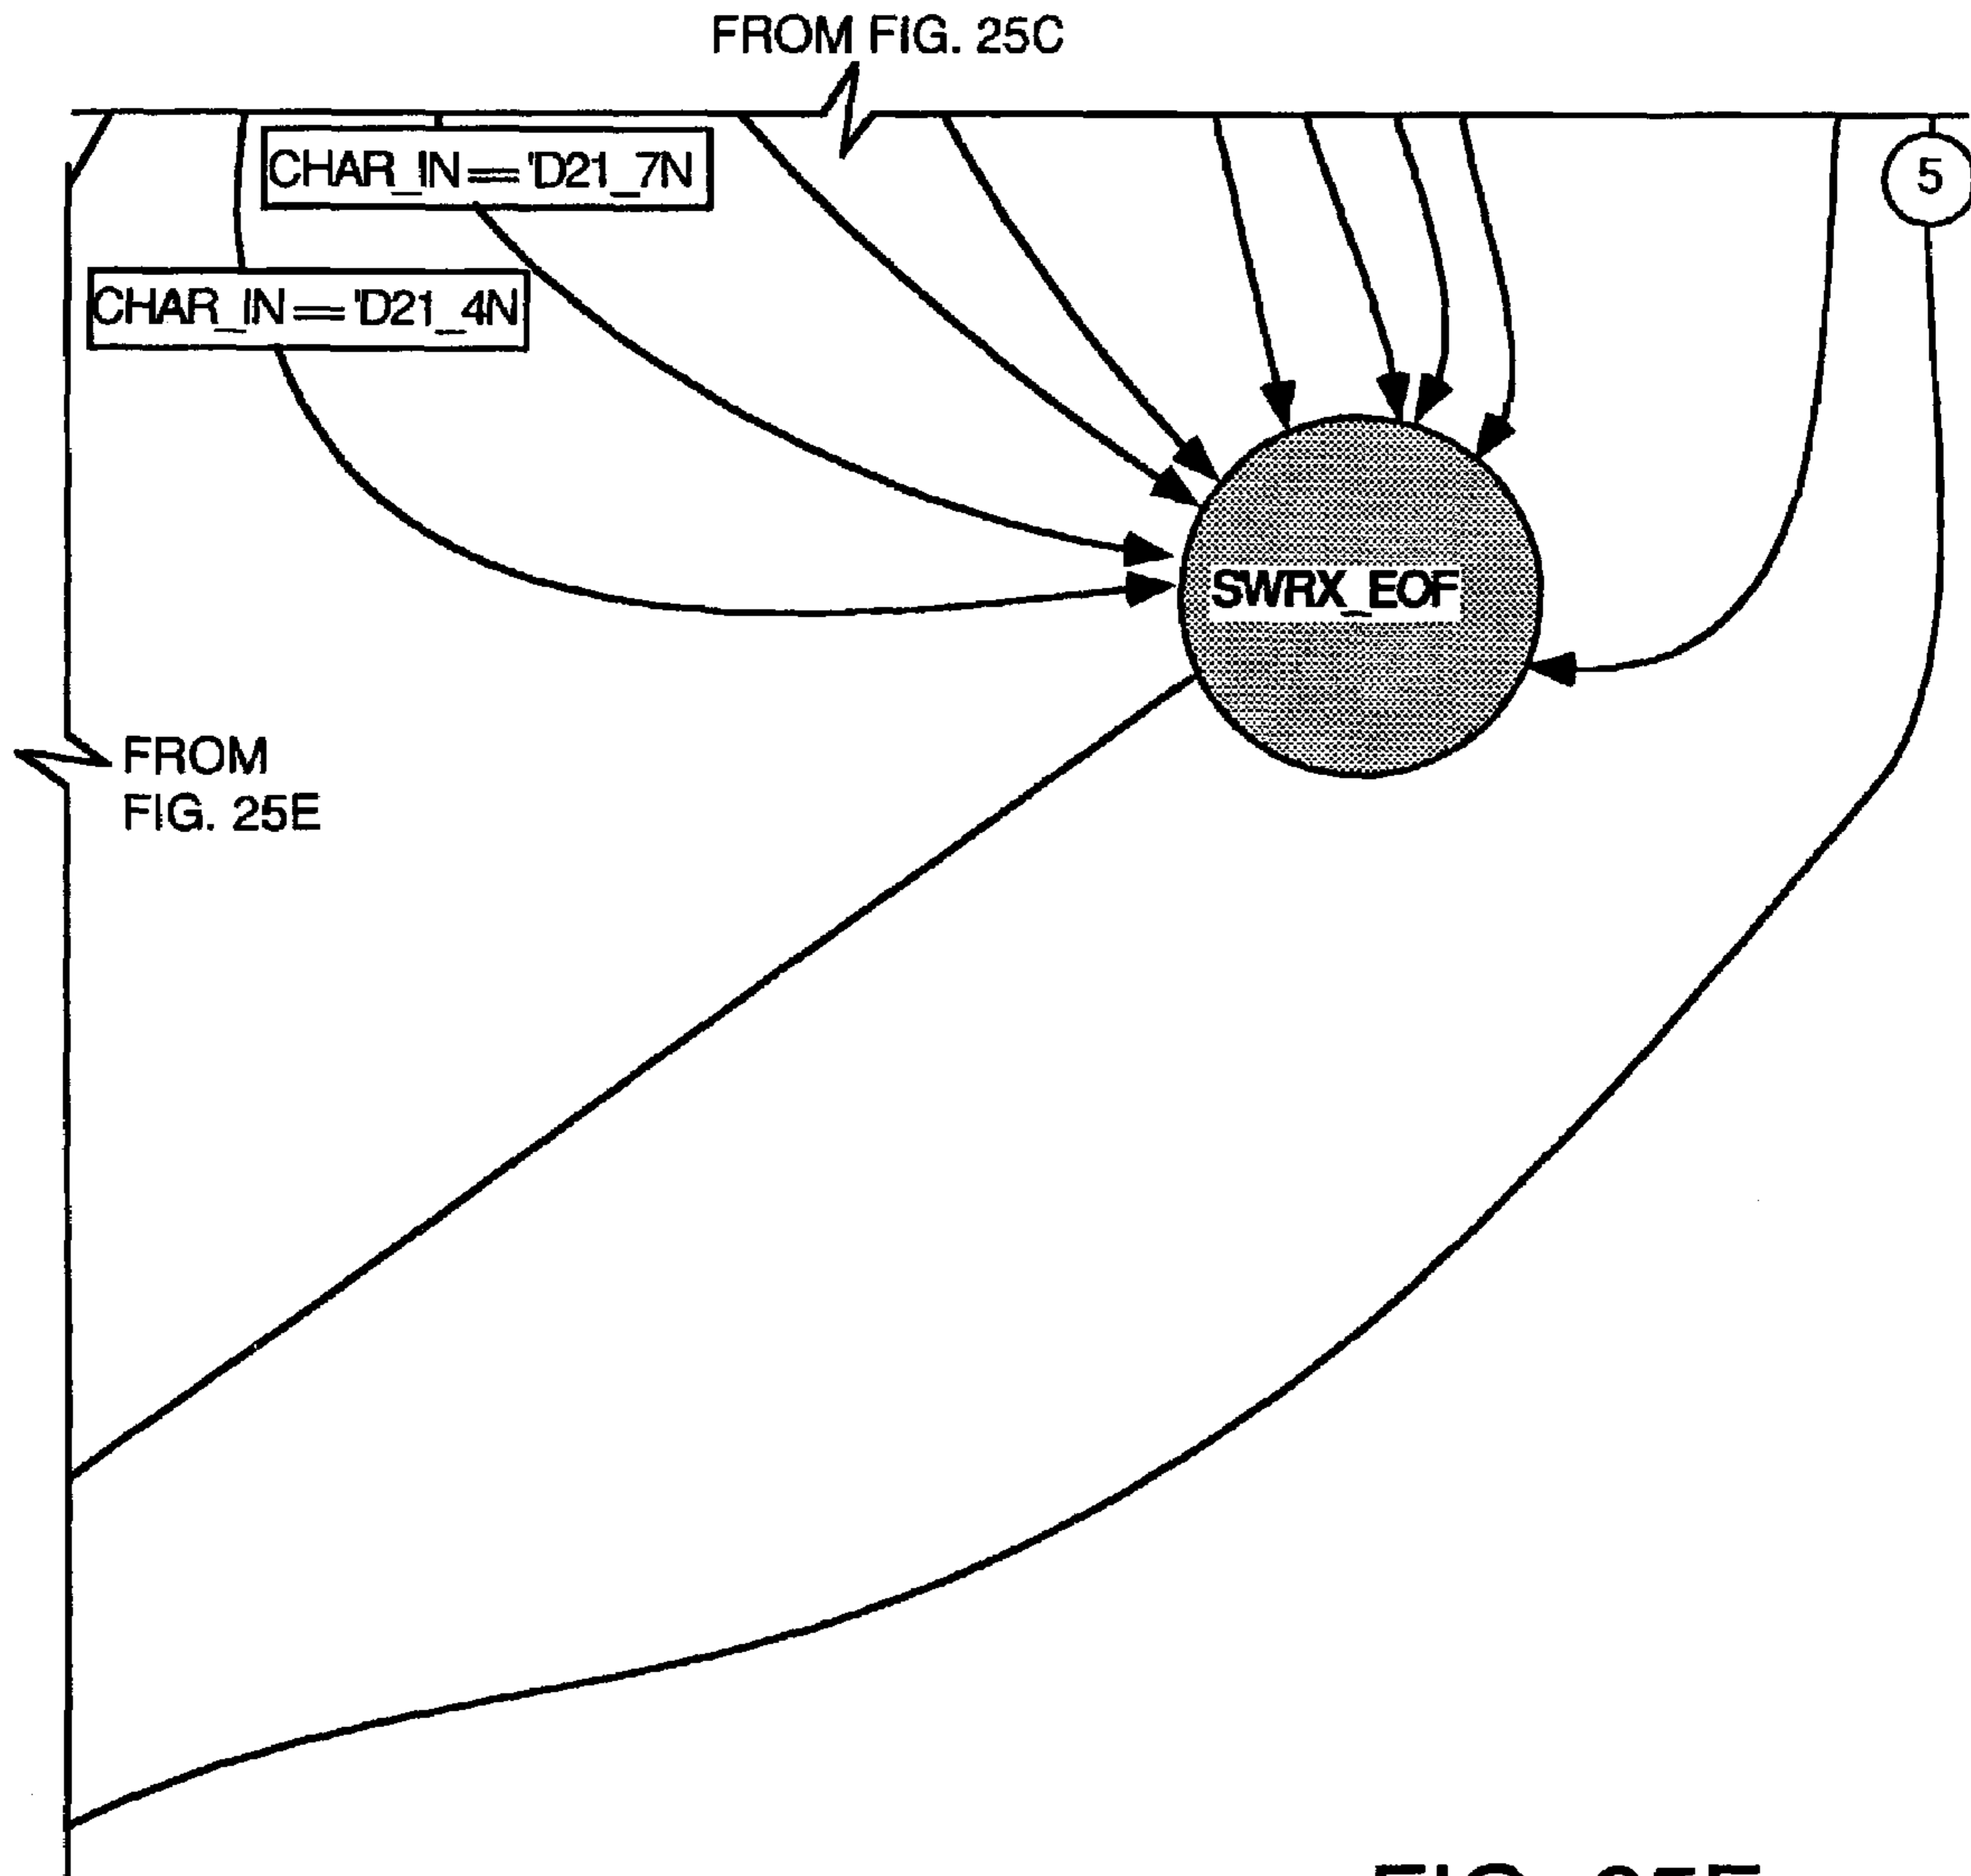 FROM FIG. 25C
CHAR_IN=='D21_7N
5
CHAR_IN=='D21_4N
SWRX_EOF
FROM
FIG. 25E